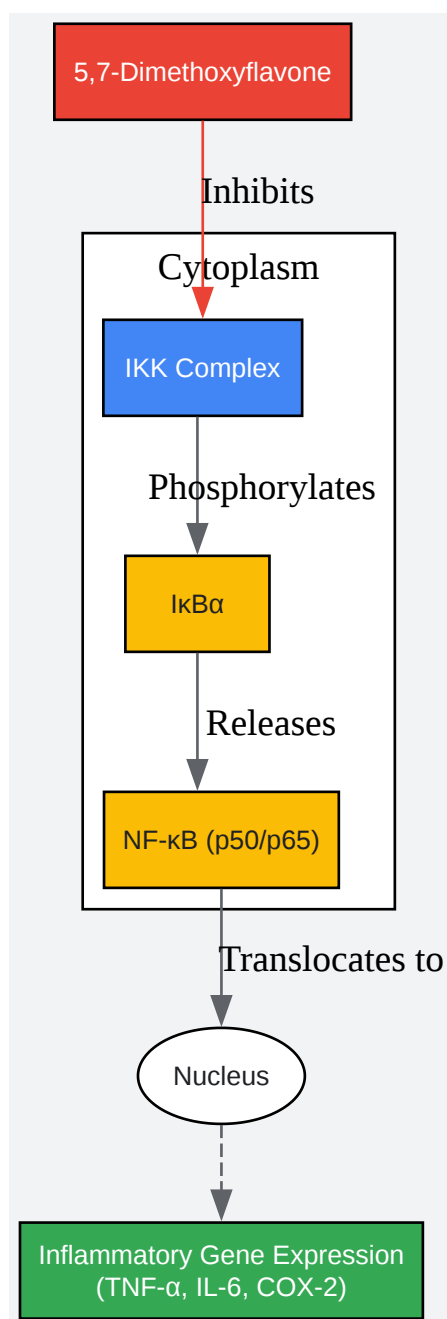 5,7-Dimethoxyflavone
Inhibits
Cytoplasm
IKK Complex
Phosphorylates
IκBα
Releases
NF-κB (p50/p65)
Translocates to
Nucleus
Inflammatory Gene Expression
(TNF-α, IL-6, COX-2)